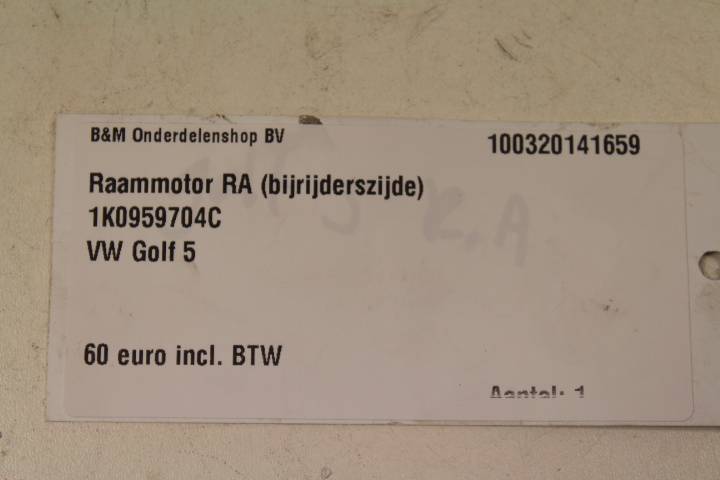 B&M Onderdelenshop BV
100320141659
Raammotor RA (bijrijderszijde)
1K0959704C
VW Golf 5
R.A
60 euro incl. BTW
Aantal: 1